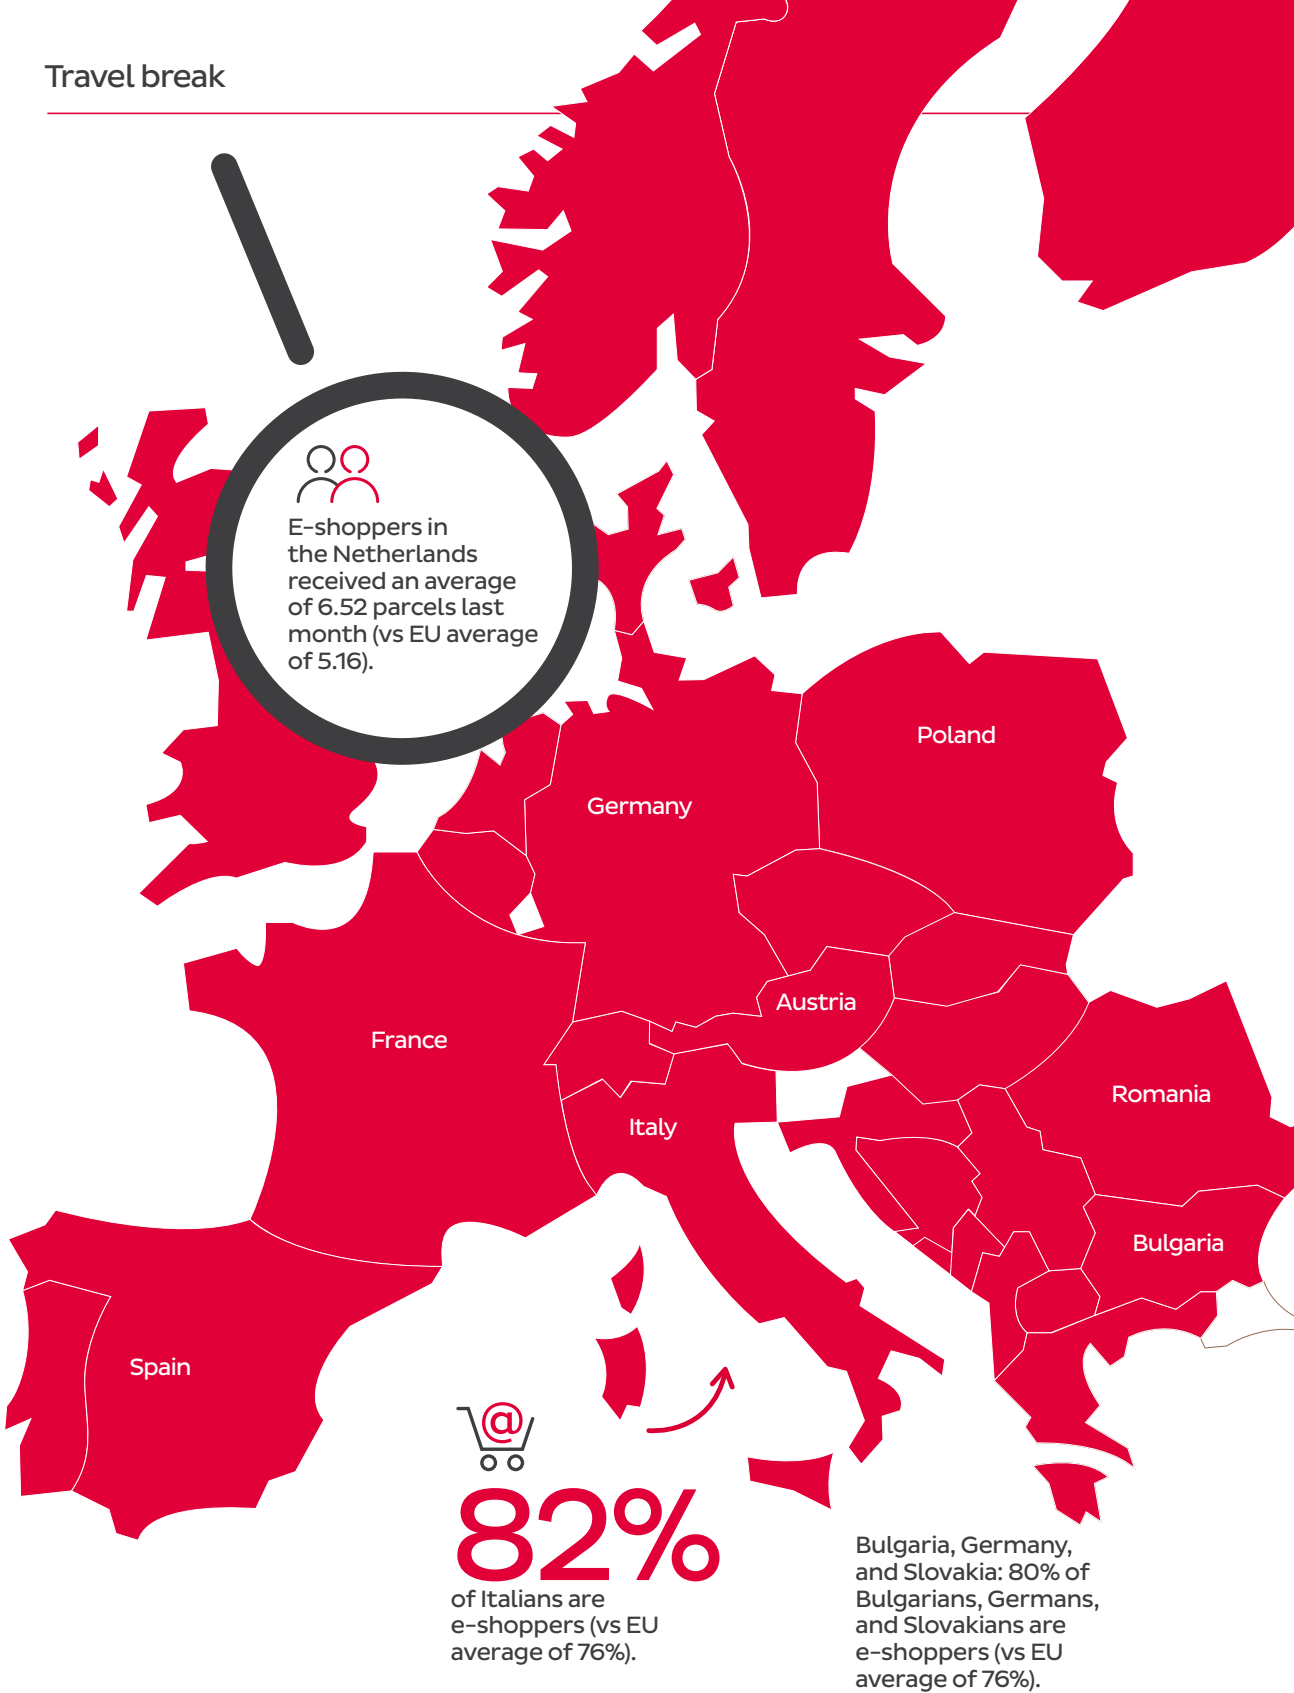 Travel break
E-shoppers in
the Netherlands
received an average
of 6.52 parcels last
month (vs EU average
of 5.16).
Poland
Germany
Austria
France
Romania
Italy
Bulgaria
Spain
@
82%
of Italians are
e-shoppers (vs EU
average of 76%).
Bulgaria, Germany,
and Slovakia: 80% of
Bulgarians, Germans,
and Slovakians are
e-shoppers (vs EU
average of 76%).